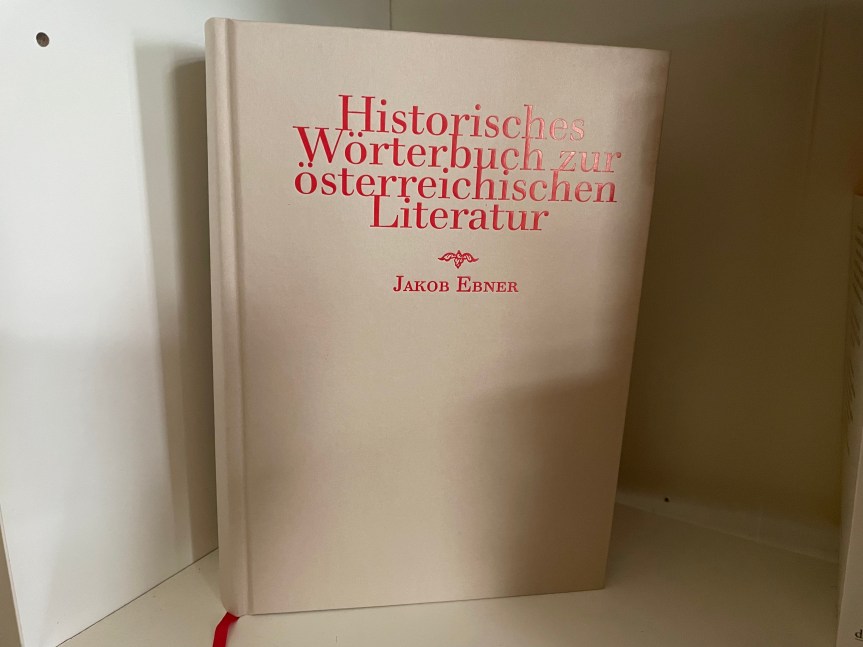 Historisches
Wörterbuch zur
österreichischen
Literatur
Jakob Ebner